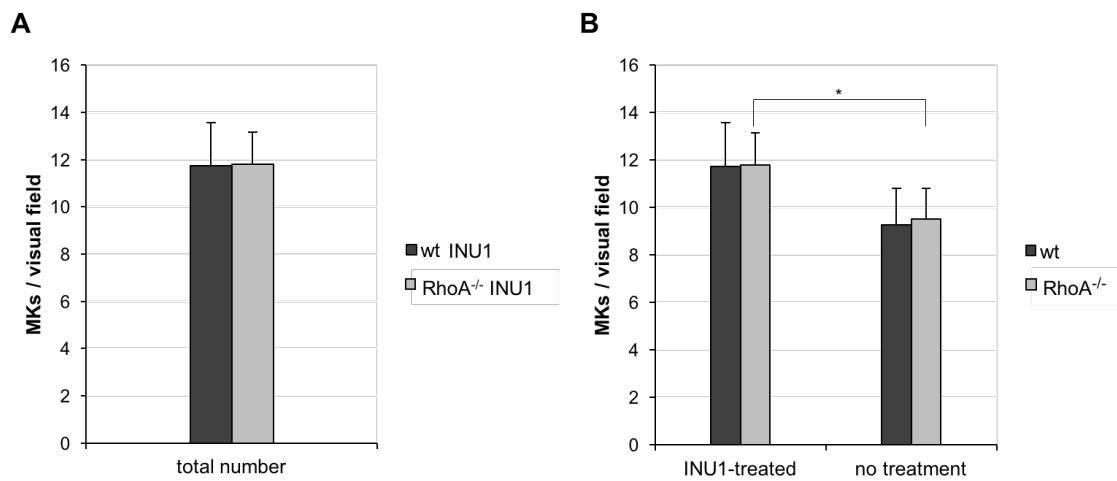 A
MKs / visual field
16
14
12
10
8
6
4
2
0
total number
wt INU1
RhoA-/- INU1
B
MKs / visual field
16
14
12
10
8
6
4
2
0
*
INU1-treated
no treatment
wt
RhoA-/-